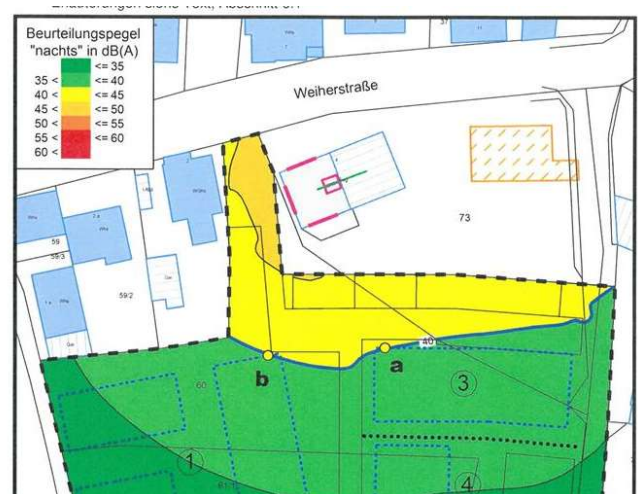 Beurteilungspegel
"nachts" in dB(A)
<= 35
35 < <= 40
40 < <= 45
45 < <= 50
50 < <= 55
55 < <= 60
60 <
37
Weiherstraße
73
59
59/3
59/2
40
a
b
60
3
1
4